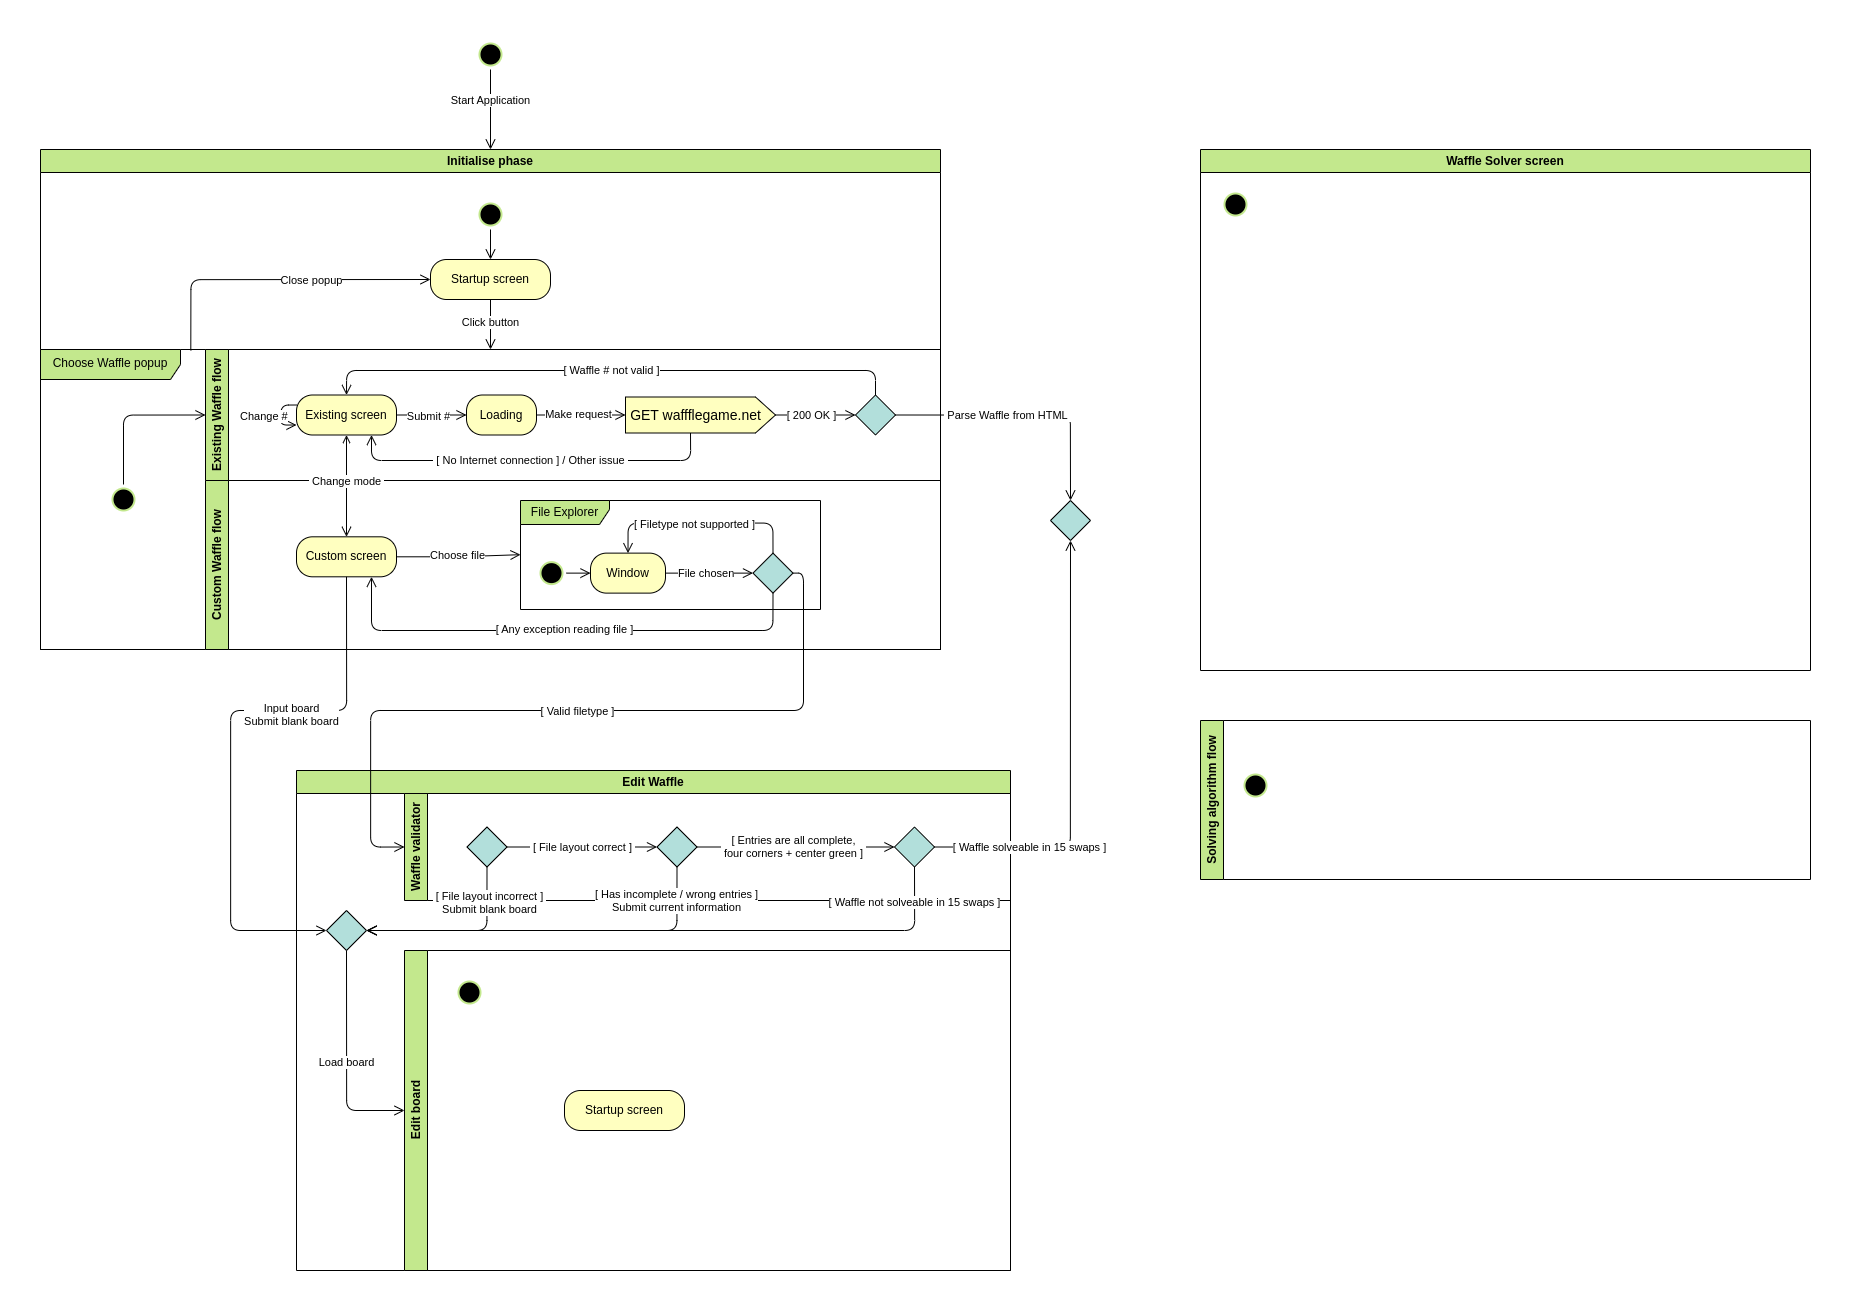 Start Application
Initialise phase
Waffle Solver screen
Startup screen
Close popup
Click button
Choose Waffle popup
Existing Waffle flow
[ Waffle # not valid ]
Change #
Existing screen
Submit #
Loading
Make request
GET waffflegame.net
[ 200 OK ]
Parse Waffle from HTML
[ No Internet connection ] / Other issue
Change mode
Custom Waffle flow
File Explorer
[ Filetype not supported ]
Custom screen
Choose file
Window
File chosen
[ Any exception reading file ]
Input board
Submit blank board
[ Valid filetype ]
Solving algorithm flow
Edit Waffle
Waffle validator
[ File layout correct ]
[ Entries are all complete,
four corners + center green ]
[ Waffle solveable in 15 swaps ]
[ File layout incorrect ]
Submit blank board
[ Has incomplete / wrong entries ]
Submit current information
[ Waffle not solveable in 15 swaps ]
Load board
Edit board
Startup screen